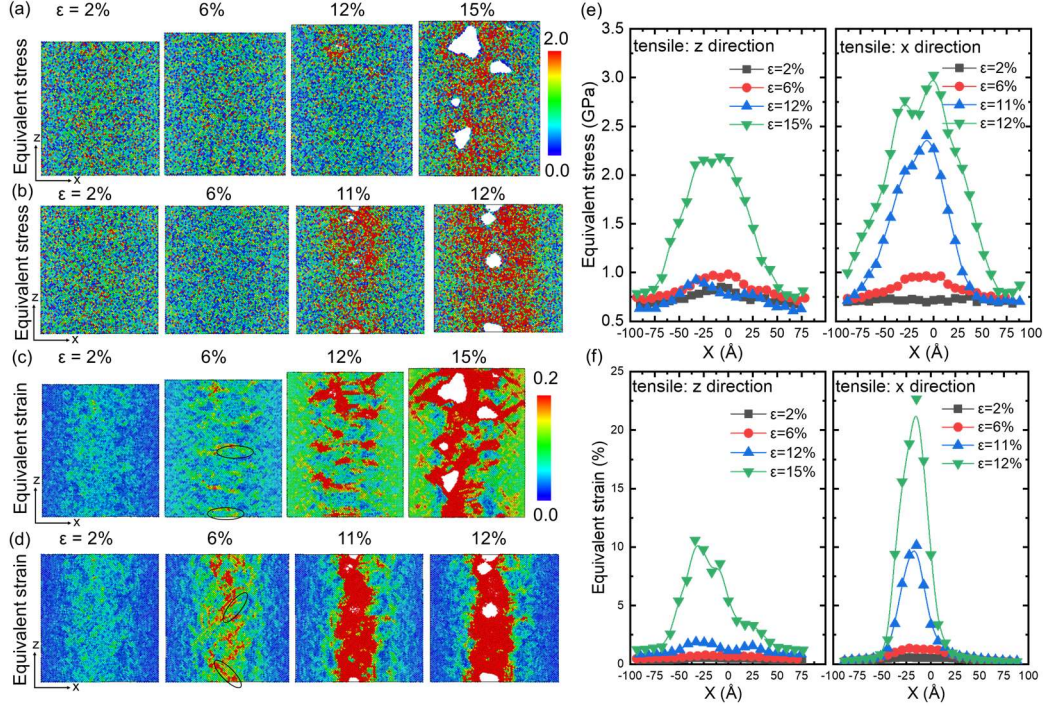 (a)
ε = 2%
6%
12%
15%
Equivalent stress
2.0
0.0
z
x
(b)
ε = 2%
6%
11%
12%
Equivalent stress
z
x
(c)
ε = 2%
6%
12%
15%
Equivalent strain
0.2
0.0
z
x
(d)
ε = 2%
6%
11%
12%
Equivalent strain
z
x
(e)
tensile: z direction
ε=2%
ε=6%
ε=12%
ε=15%
tensile: x direction
ε=2%
ε=6%
ε=11%
ε=12%
Equivalent stress (GPa)
3.5
3.0
2.5
2.0
1.5
1.0
0.5
-100 -75 -50 -25 0 25 50 75
-100 -75 -50 -25 0 25 50 75 100
X (Å)
X (Å)
(f)
tensile: z direction
ε=2%
ε=6%
ε=12%
ε=15%
tensile: x direction
ε=2%
ε=6%
ε=11%
ε=12%
Equivalent strain (%)
25
20
15
10
5
0
-100 -75 -50 -25 0 25 50 75
-100 -75 -50 -25 0 25 50 75 100
X (Å)
X (Å)